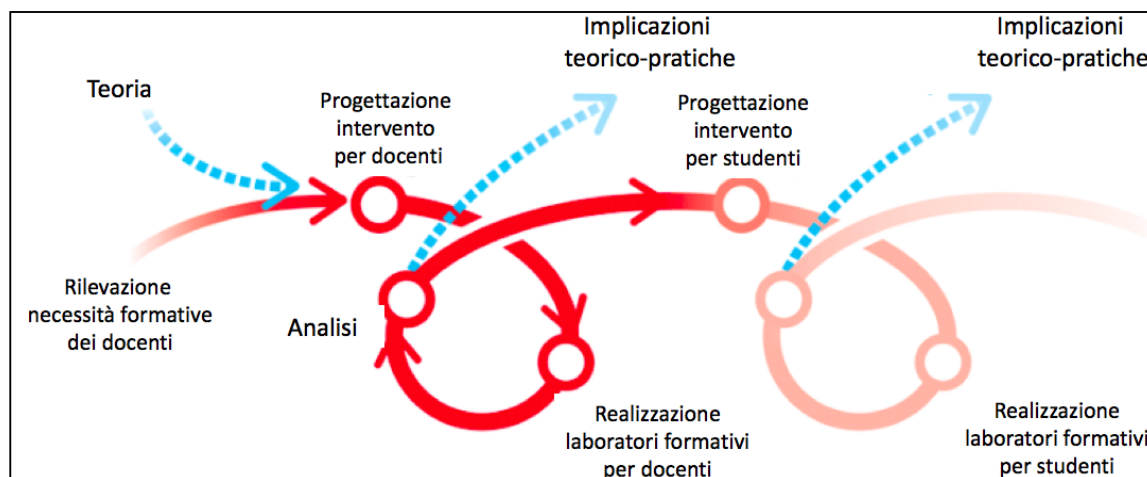 Implicazioni
teorico-pratiche
Implicazioni
teorico-pratiche
Teoria
Progettazione
intervento
per docenti
Progettazione
intervento
per studenti
Rilevazione
necessità formative
dei docenti
Analisi
Realizzazione
laboratori formativi
per docenti
Realizzazione
laboratori formativi
per studenti